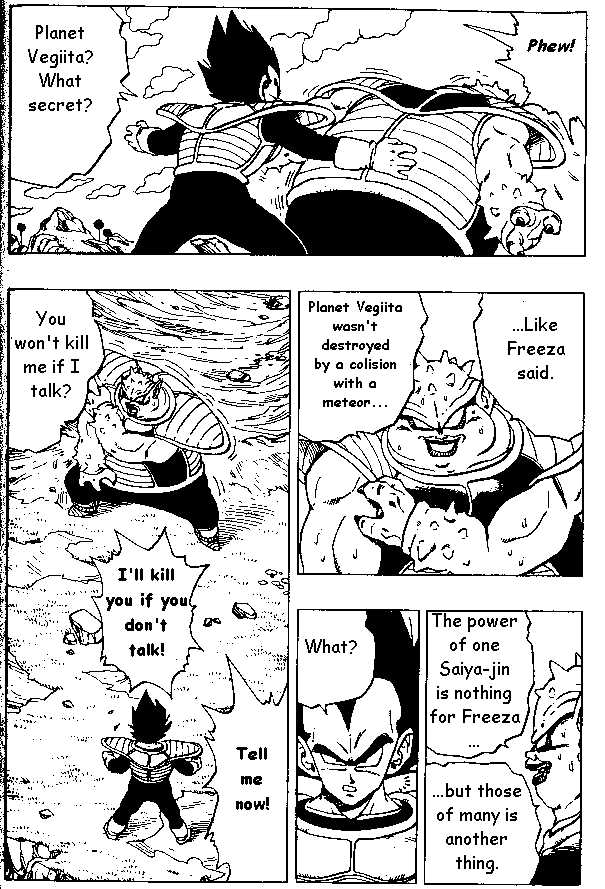 Planet
Vegiita?
What
secret?
Phew!
You
won't kill
me if I
talk?
I'll kill
you if you
don't
talk!
Tell
me
now!
Planet Vegiita
wasn't
destroyed
by a colision
with a
meteor...
...Like
Freeza
said.
What?
The power
of one
Saiya-jin
is nothing
for Freeza
...
...but those
of many is
another
thing.